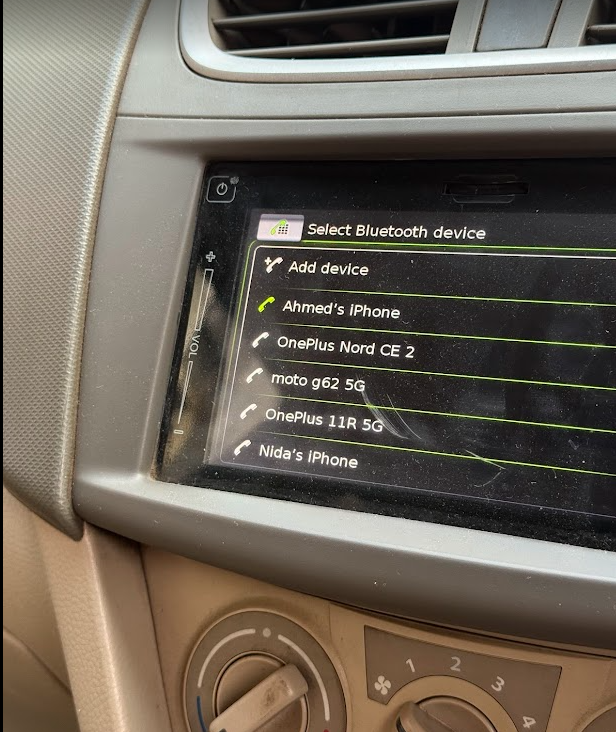 Select Bluetooth device
Add device
Ahmed's iPhone
OnePlus Nord CE 2
moto g62 5G
OnePlus 11R 5G
Nida's iPhone
VOL
1
2
3
4